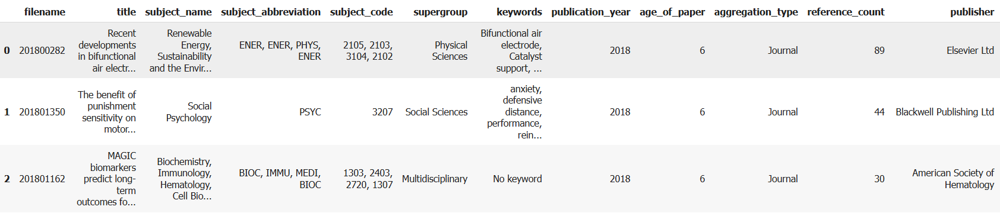 filename title subject_name subject_abbreviation subject_code supergroup keywords publication_year age_of_paper aggregation_type reference_count publisher
0 201800282 Recent developments in bifunctional air electr... Renewable Energy, Sustainability and the Envir... ENER, ENER, PHYS, ENER 2105, 2103, 3104, 2102 Physical Sciences Bifunctional air electrode, Catalyst support, ... 2018 6 Journal 89 Elsevier Ltd
1 201801350 The benefit of punishment sensitivity on motor... Social Psychology PSYC 3207 Social Sciences anxiety, defensive distance, performance, rein... 2018 6 Journal 44 Blackwell Publishing Ltd
2 201801162 MAGIC biomarkers predict long-term outcomes fo... Biochemistry, Immunology, Hematology, Cell Bio... BIOC, IMMU, MEDI, BIOC 1303, 2403, 2720, 1307 Multidisciplinary No keyword 2018 6 Journal 30 American Society of Hematology